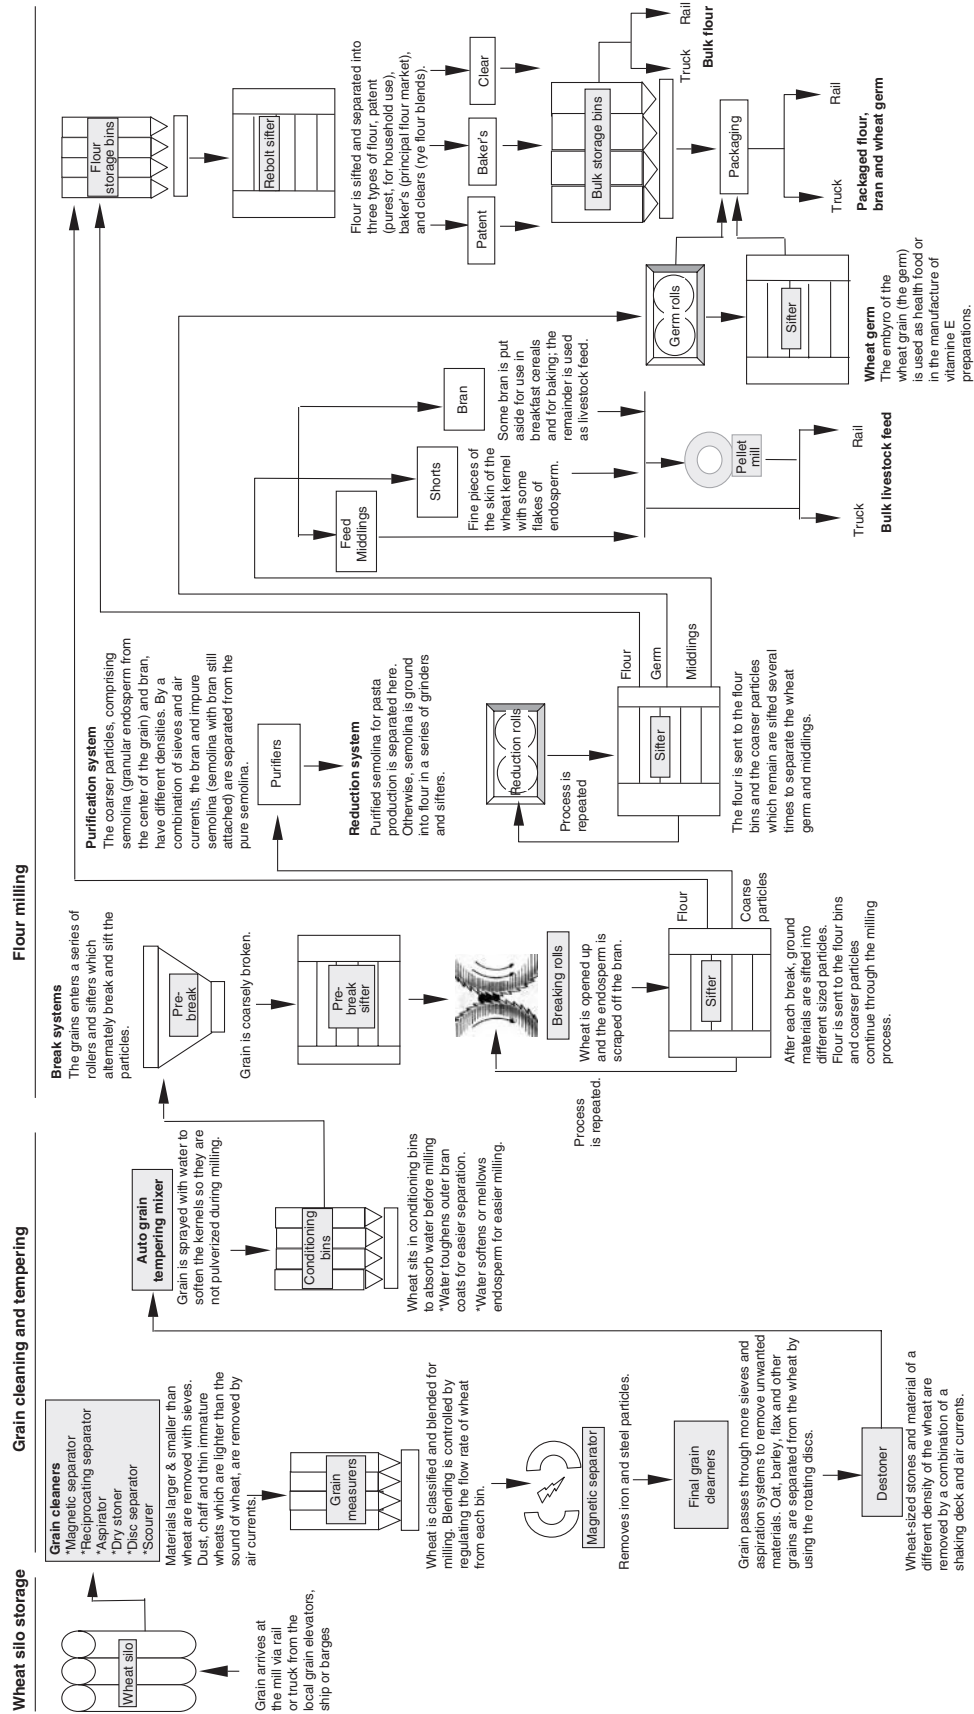 Wheat silo storage
Wheat silo
Grain arrives at
the mill via rail
or truck from the
local grain elevators,
ship or barges
Grain cleaning and tempering
Grain cleaners
*Magnetic separator
*Reciprocating separator
*Aspirator
*Dry stoner
*Disc separator
*Scourer
Materials larger & smaller than
wheat are removed with sieves.
Dust, chaff and thin immature
wheats which are lighter than the
sound of wheat, are removed by
air currents.
Grain
measurers
Wheat is classified and blended for
milling. Blending is controlled by
regulating the flow rate of wheat
from each bin.
Magnetic separator
Removes iron and steel particles.
Final grain
clearners
Grain passes through more sieves and
aspiration systems to remove unwanted
materials. Oat, barley, flax and other
grains are separated from the wheat by
using the rotating discs.
Destoner
Wheat-sized stones and material of a
different density of the wheat are
removed by a combination of a
shaking deck and air currents.
Auto grain
tempering mixer
Grain is sprayed with water to
soften the kernels so they are
not pulverized during milling.
Conditioning
bins
Wheat sits in conditioning bins
to absorb water before milling
*Water toughens outer bran
coats for easier separation.
*Water softens or mellows
endosperm for easier milling.
Flour milling
Break systems
The grains enters a series of
rollers and sifters which
alternately break and sift the
particles.
Pre-
break
Grain is coarsely broken.
Pre-
break
sifter
Breaking rolls
Wheat is opened up
and the endosperm is
scraped off the bran.
Process
is repeated.
Sifter
Flour
Coarse
particles
After each break, ground
materials are sifted into
different sized particles.
Flour is sent to the flour bins
and coarser particles
continue through the milling
process.
Purification system
The coarser particles, comprising
semolina (granular endosperm from
the center of the grain) and bran,
have different densities. By a
combination of sieves and air
currents, the bran and impure
semolina (semolina with bran still
attached) are separated from the
pure semolina.
Purifiers
Reduction system
Purified semolina for pasta
production is separated here.
Otherwise, semolina is ground
into flour in a series of grinders
and sifters.
Reduction rolls
Process is
repeated
Sifter
Flour
Germ
Middlings
The flour is sent to the flour
bins and the coarser particles
which remain are sifted several
times to separate the wheat
germ and middlings.
Feed
Middlings
Shorts
Fine pieces of
the skin of the
wheat kernel
with some
flakes of
endosperm.
Bran
Some bran is put
aside for use in
breakfast cereals
and for baking; the
remainder is used
as livestock feed.
Pellet
mill
Truck
Rail
Bulk livestock feed
Germ rolls
Sifter
Wheat germ
The embyro of the
wheat grain (the germ)
is used as health food or
in the manufacture of
vitamine E
preparations.
Flour
storage bins
Rebolt sifter
Flour is sifted and separated into
three types of flour, patent
(purest, for household use),
baker's (principal flour market),
and clears (rye flour blends).
Patent
Baker's
Clear
Bulk storage bins
Truck
Rail
Bulk flour
Packaging
Truck
Rail
Packaged flour,
bran and wheat germ